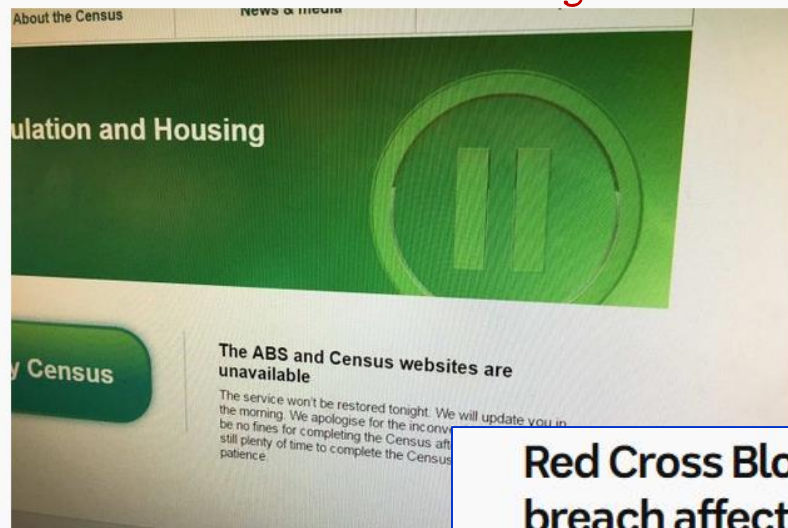 About the Census
News & media
ulation and Housing
y Census
The ABS and Census websites are
unavailable
The service won't be restored tonight. We will update you in
the morning. We apologise for the inconv
be no fines for completing the Census aft
still plenty of time to complete the Census
patience.
Red Cross Blo
breach affect